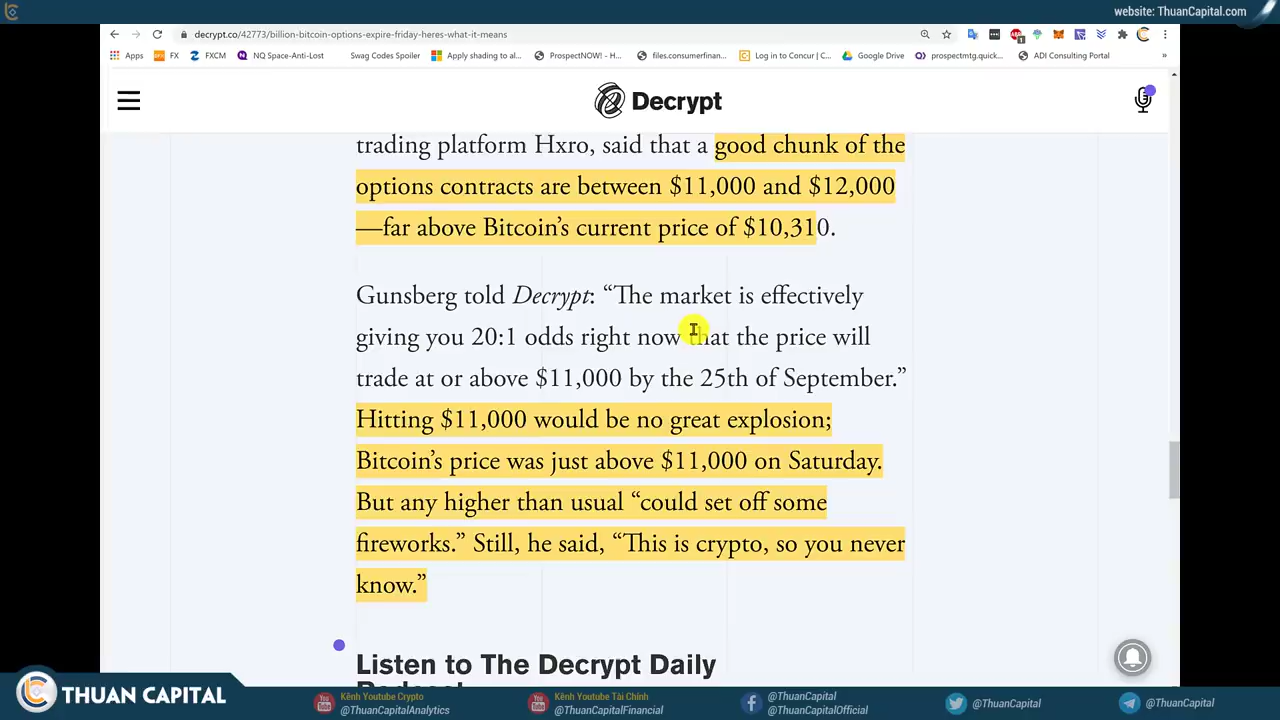 website: ThuanCapital.com
decrypt.co/42773/billion-bitcoin-options-expire-friday-heres-what-it-means
Apps FX FXCM NQ Space-Anti-Lost Swag Codes Spoiler Apply shading to al... ProspectNOW! - H... files.consumerfinan... Log in to Concur | C... Google Drive prospectmtg.quick... ADI Consulting Portal »
Decrypt
trading platform Hxro, said that a good chunk of the
options contracts are between $11,000 and $12,000
—far above Bitcoin’s current price of $10,310.
Gunsberg told Decrypt: “The market is effectively
giving you 20:1 odds right now that the price will
trade at or above $11,000 by the 25th of September.”
Hitting $11,000 would be no great explosion;
Bitcoin’s price was just above $11,000 on Saturday.
But any higher than usual “could set off some
fireworks.” Still, he said, “This is crypto, so you never
know.”
Listen to The Decrypt Daily
THUAN CAPITAL
Kênh Youtube Crypto
@ThuanCapitalAnalytics
Kênh Youtube Tài Chính
@ThuanCapitalFinancial
@ThuanCapital
@ThuanCapitalOfficial
@ThuanCapital
@ThuanCapital